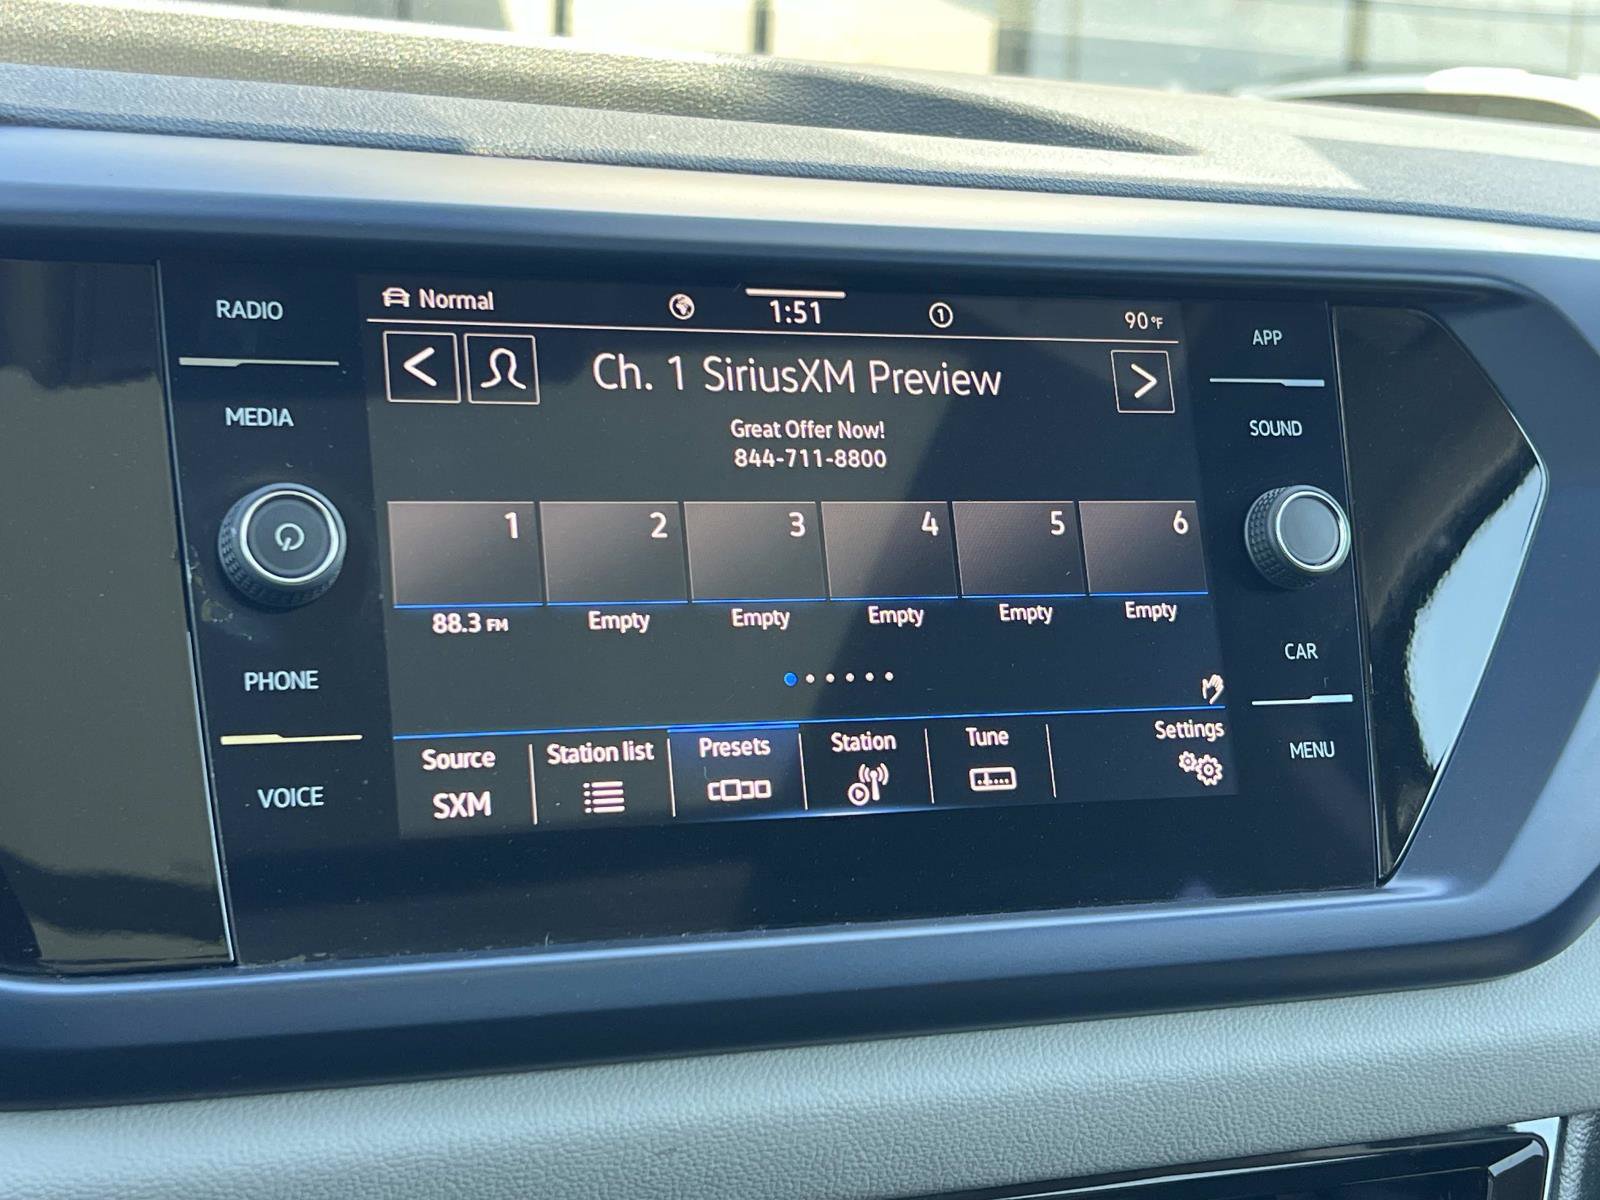 RADIO
MEDIA
PHONE
VOICE
Normal
1:51
1
90°F
Ch. 1 SiriusXM Preview
Great Offer Now!
844-711-8800
1 2 3 4 5 6
88.3 FM Empty Empty Empty Empty Empty
Source Station list Presets Station Tune Settings
SXM
APP
SOUND
CAR
MENU